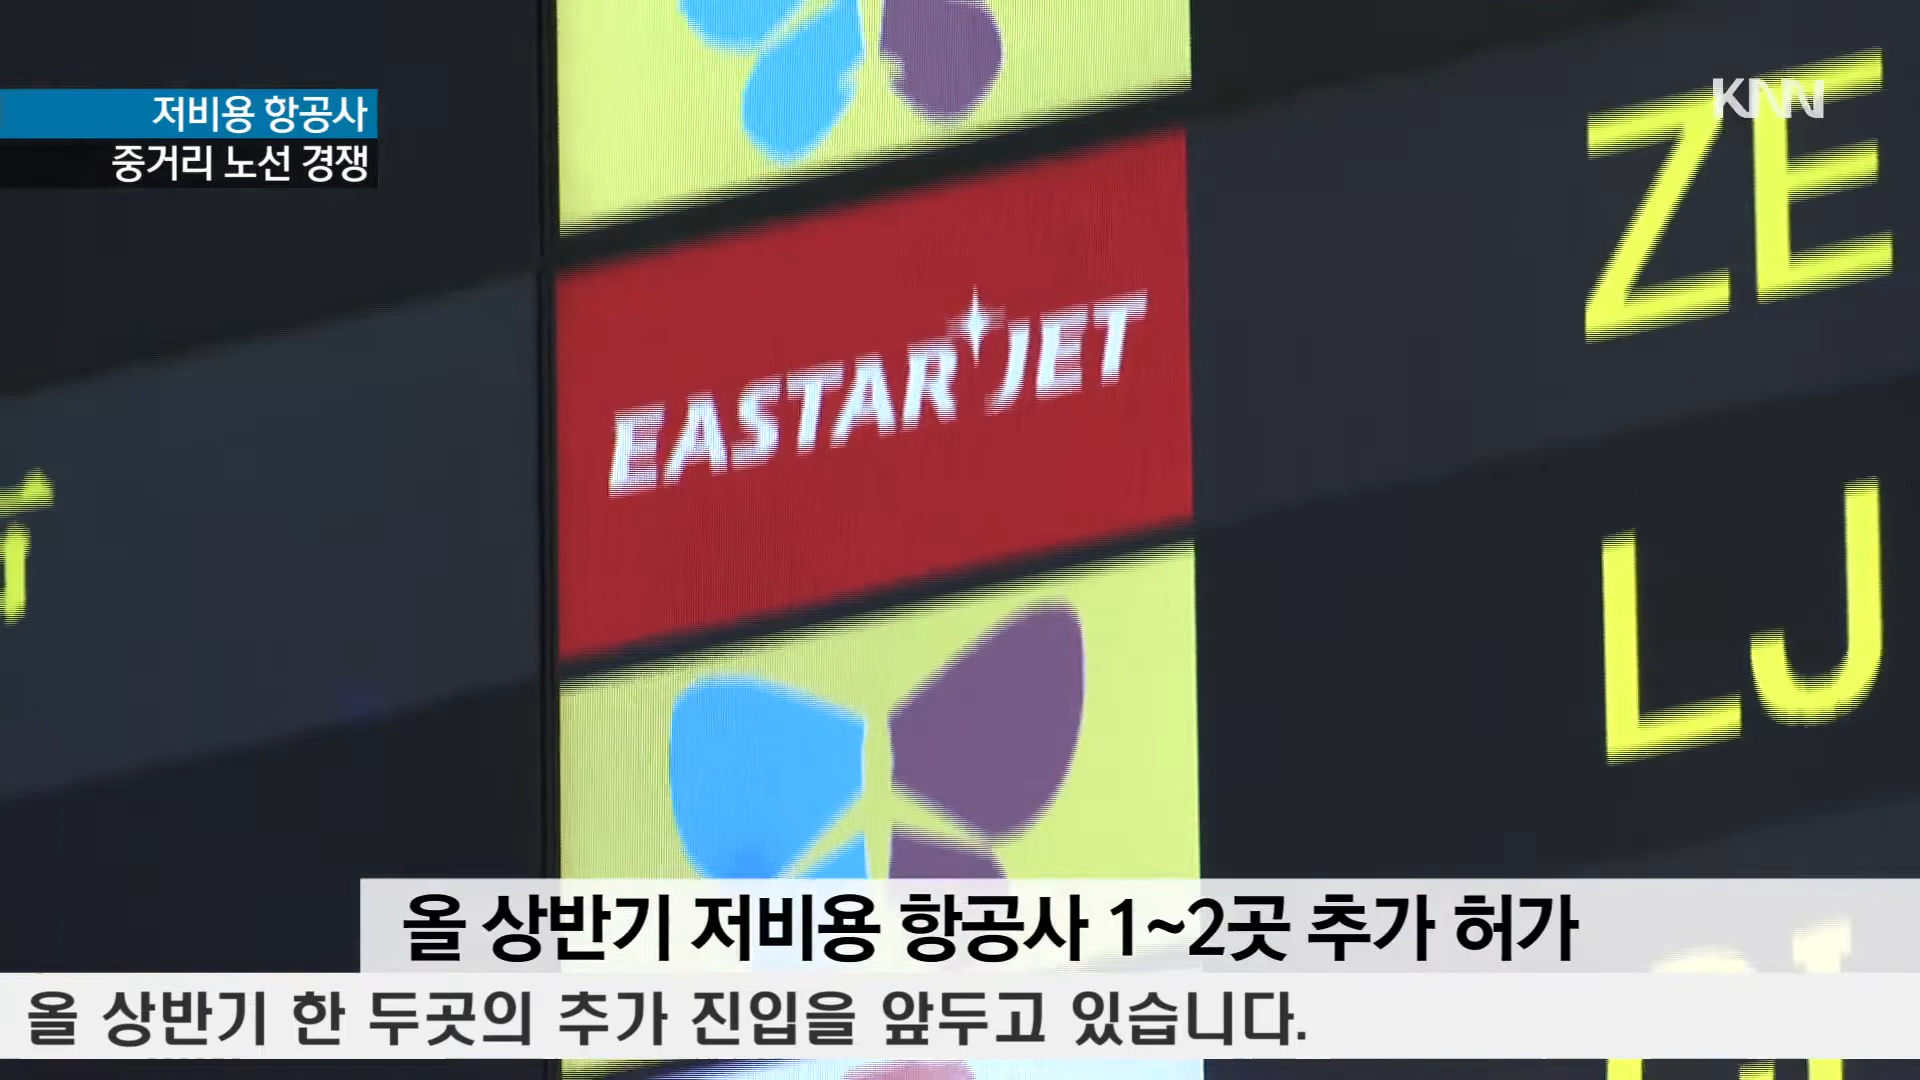 저비용 항공사
중거리 노선 경쟁
KNN
ZE
EASTAR JET
LJ
올 상반기 저비용 항공사 1~2곳 추가 허가
올 상반기 한 두곳의 추가 진입을 앞두고 있습니다.